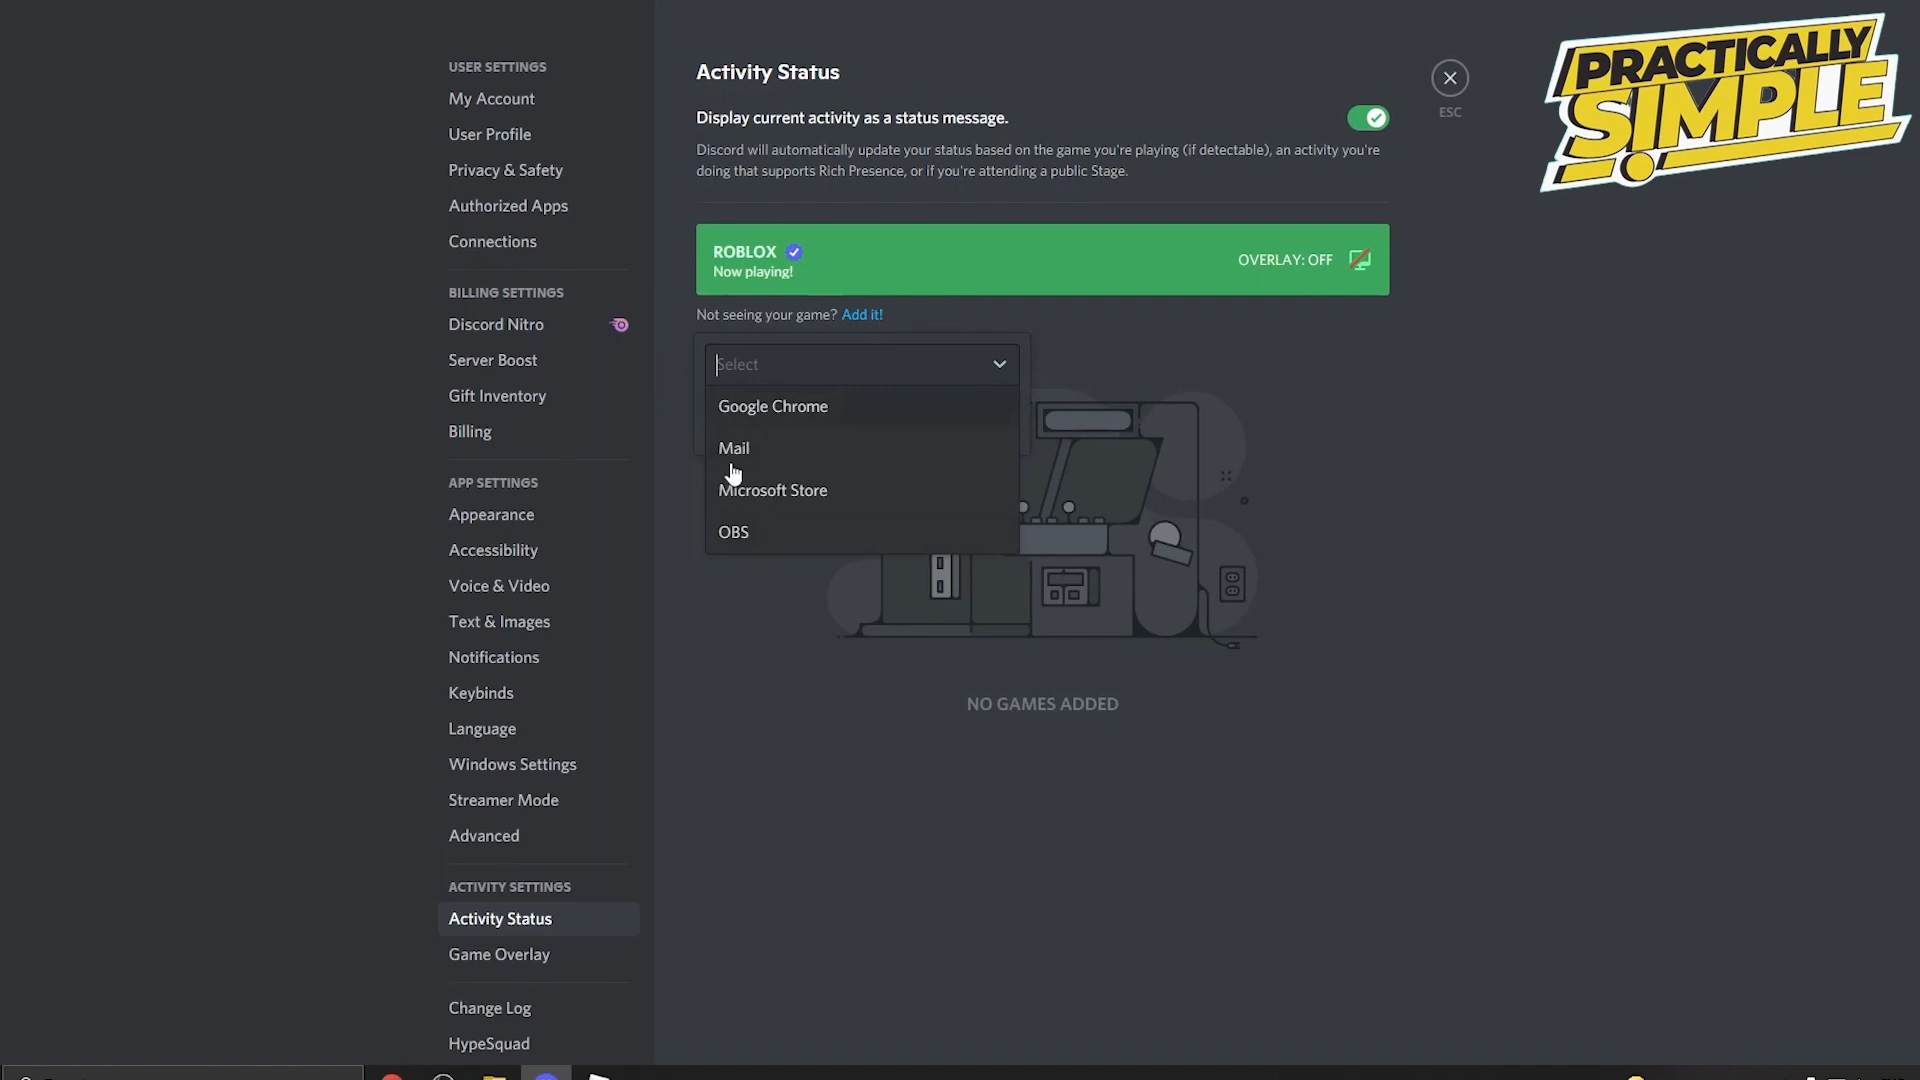 USER SETTINGS
My Account
User Profile
Privacy & Safety
Authorized Apps
Connections
BILLING SETTINGS
Discord Nitro
Server Boost
Gift Inventory
Billing
APP SETTINGS
Appearance
Accessibility
Voice & Video
Text & Images
Notifications
Keybinds
Language
Windows Settings
Streamer Mode
Advanced
ACTIVITY SETTINGS
Activity Status
Game Overlay
Change Log
HypeSquad
Activity Status
Display current activity as a status message.
Discord will automatically update your status based on the game you're playing (if detectable), an activity you're
doing that supports Rich Presence, or if you're attending a public Stage.
ROBLOX
Now playing!
OVERLAY: OFF
Not seeing your game? Add it!
Select
Google Chrome
Mail
Microsoft Store
OBS
NO GAMES ADDED
ESC
PRACTICALLY
SIMPLE